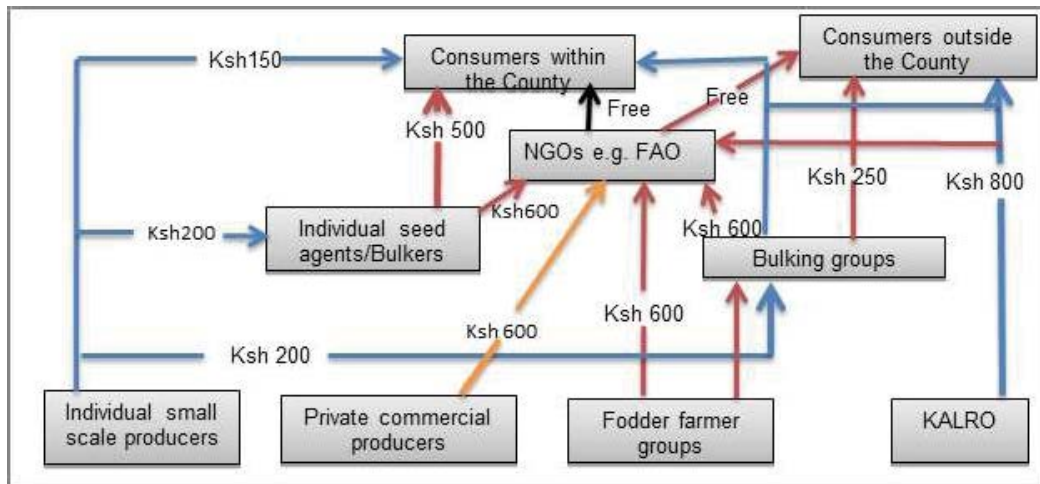 Consumers within
the County
Consumers outside
the County
Ksh150
Free
Free
Ksh 500
NGOs e.g. FAO
Ksh 250
Ksh 800
Ksh600
Ksh200
Individual seed
agents/Bulkers
Ksh 600
Bulking groups
Ksh 600
Ksh 600
Ksh 200
Individual small
scale producers
Private commercial
producers
Fodder farmer
groups
KALRO